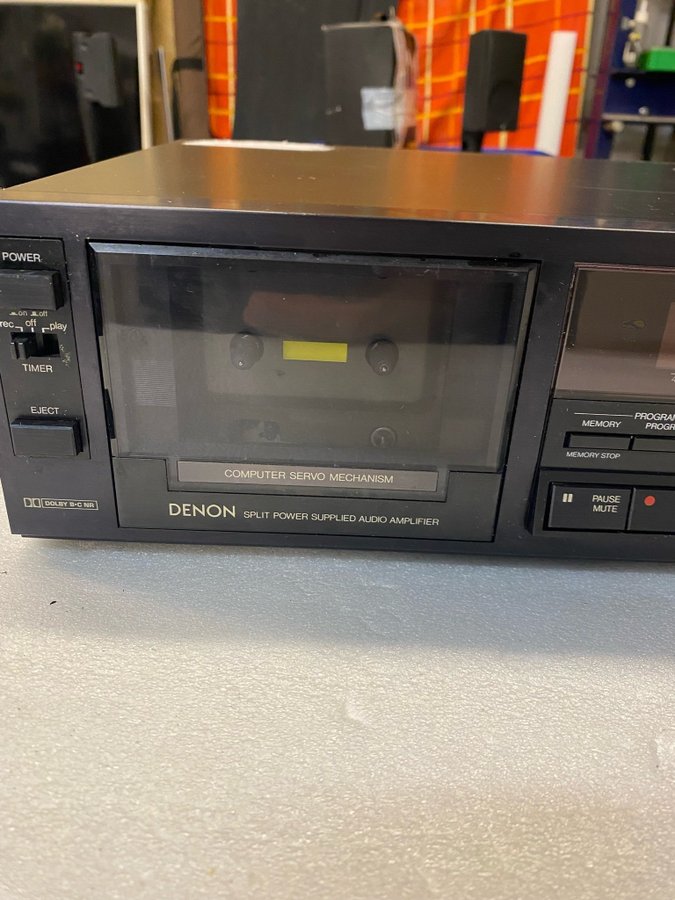 POWER
on off
rec off play
TIMER
EJECT
DOLBY B·C NR
COMPUTER SERVO MECHANISM
DENON SPLIT POWER SUPPLIED AUDIO AMPLIFIER
MEMORY
MEMORY STOP
PAUSE
MUTE